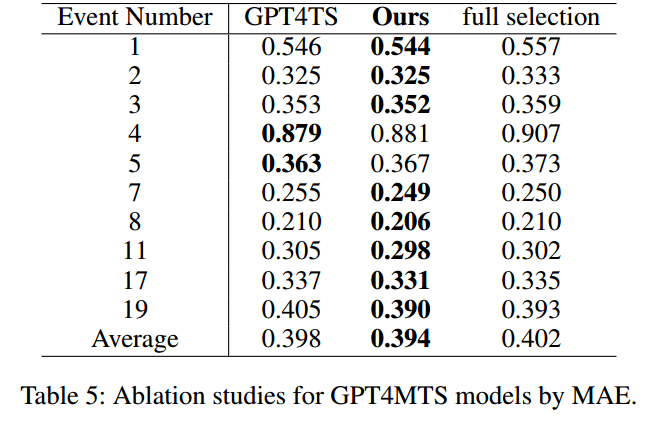 Event Number GPT4TS Ours full selection
1 0.546 0.544 0.557
2 0.325 0.325 0.333
3 0.353 0.352 0.359
4 0.879 0.881 0.907
5 0.363 0.367 0.373
7 0.255 0.249 0.250
8 0.210 0.206 0.210
11 0.305 0.298 0.302
17 0.337 0.331 0.335
19 0.405 0.390 0.393
Average 0.398 0.394 0.402
Table 5: Ablation studies for GPT4MTS models by MAE.